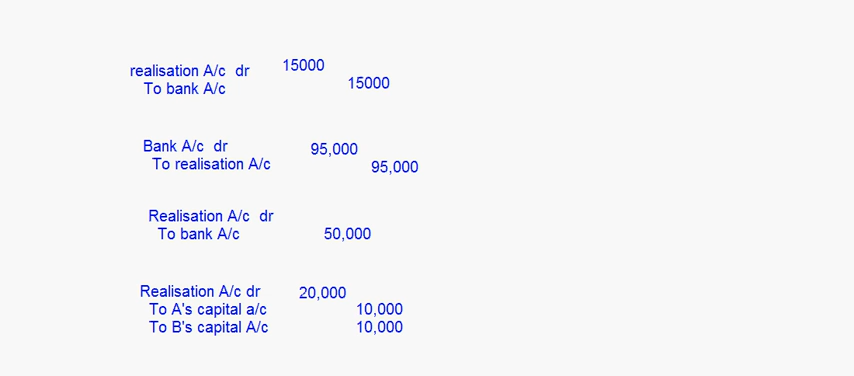 realisation A/c dr 15000
To bank A/c 15000
Bank A/c dr 95,000
To realisation A/c 95,000
Realisation A/c dr
To bank A/c 50,000
Realisation A/c dr 20,000
To A's capital a/c 10,000
To B's capital A/c 10,000